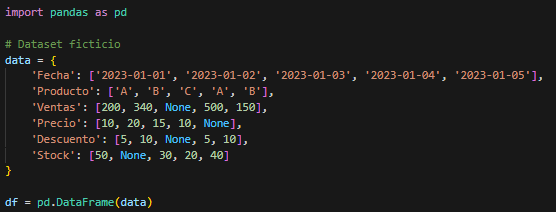 import pandas as pd

# Dataset ficticio
data = {
    'Fecha': ['2023-01-01', '2023-01-02', '2023-01-03', '2023-01-04', '2023-01-05'],
    'Producto': ['A', 'B', 'C', 'A', 'B'],
    'Ventas': [200, 340, None, 500, 150],
    'Precio': [10, 20, 15, 10, None],
    'Descuento': [5, 10, None, 5, 10],
    'Stock': [50, None, 30, 20, 40]
}

df = pd.DataFrame(data)